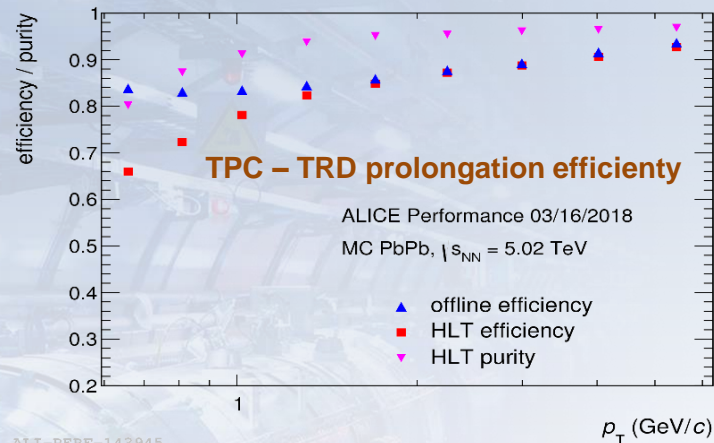 1
0.9
0.8
0.7
0.6
0.5
0.4
0.3
0.2
efficiency / purity
TPC – TRD prolongation efficienty
ALICE Performance 03/16/2018
MC PbPb, √s_NN = 5.02 TeV
offline efficiency
HLT efficiency
HLT purity
1
p_T (GeV/c)